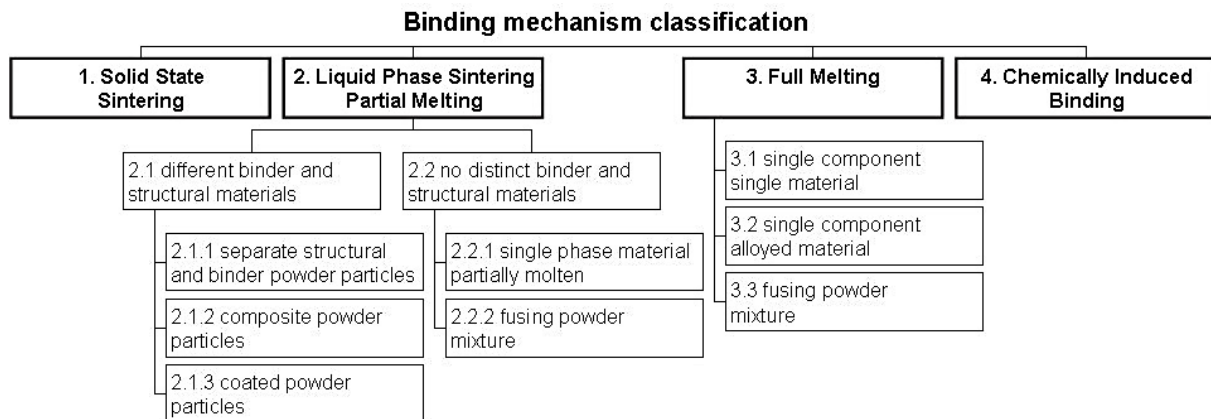 Binding mechanism classification
1. Solid State
Sintering
2. Liquid Phase Sintering
Partial Melting
3. Full Melting
4. Chemically Induced
Binding
2.1 different binder and
structural materials
2.2 no distinct binder and
structural materials
3.1 single component
single material
3.2 single component
alloyed material
3.3 fusing powder
mixture
2.1.1 separate structural
and binder powder particles
2.1.2 composite powder
particles
2.1.3 coated powder
particles
2.2.1 single phase material
partially molten
2.2.2 fusing powder
mixture